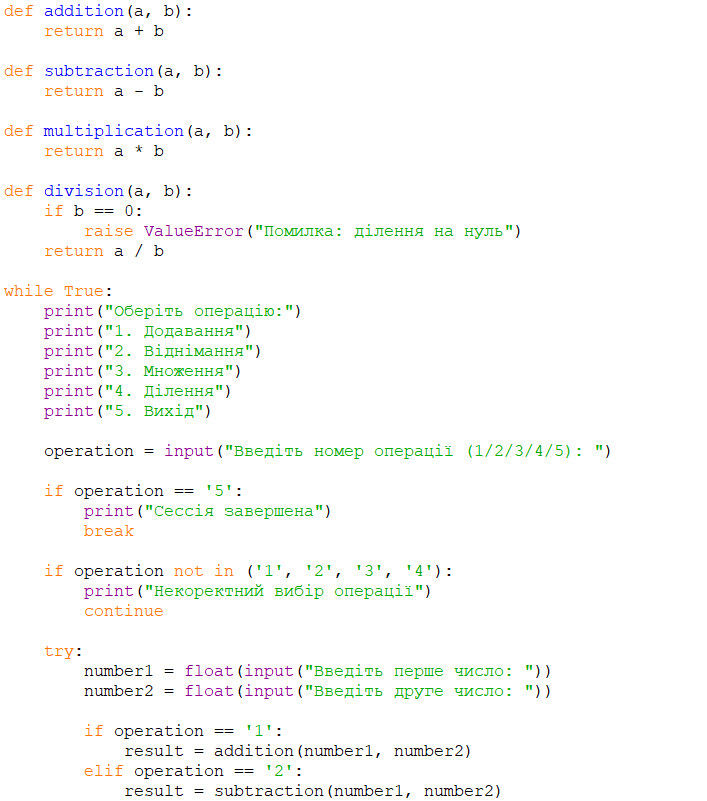 def addition(a, b):
    return a + b

def subtraction(a, b):
    return a - b

def multiplication(a, b):
    return a * b

def division(a, b):
    if b == 0:
        raise ValueError("Помилка: ділення на нуль")
    return a / b

while True:
    print("Оберіть операцію:")
    print("1. Додавання")
    print("2. Віднімання")
    print("3. Множення")
    print("4. Ділення")
    print("5. Вихід")

    operation = input("Введіть номер операції (1/2/3/4/5): ")

    if operation == '5':
        print("Сессія завершена")
        break

    if operation not in ('1', '2', '3', '4'):
        print("Некоректний вибір операції")
        continue

    try:
        number1 = float(input("Введіть перше число: "))
        number2 = float(input("Введіть друге число: "))

        if operation == '1':
            result = addition(number1, number2)
        elif operation == '2':
            result = subtraction(number1, number2)